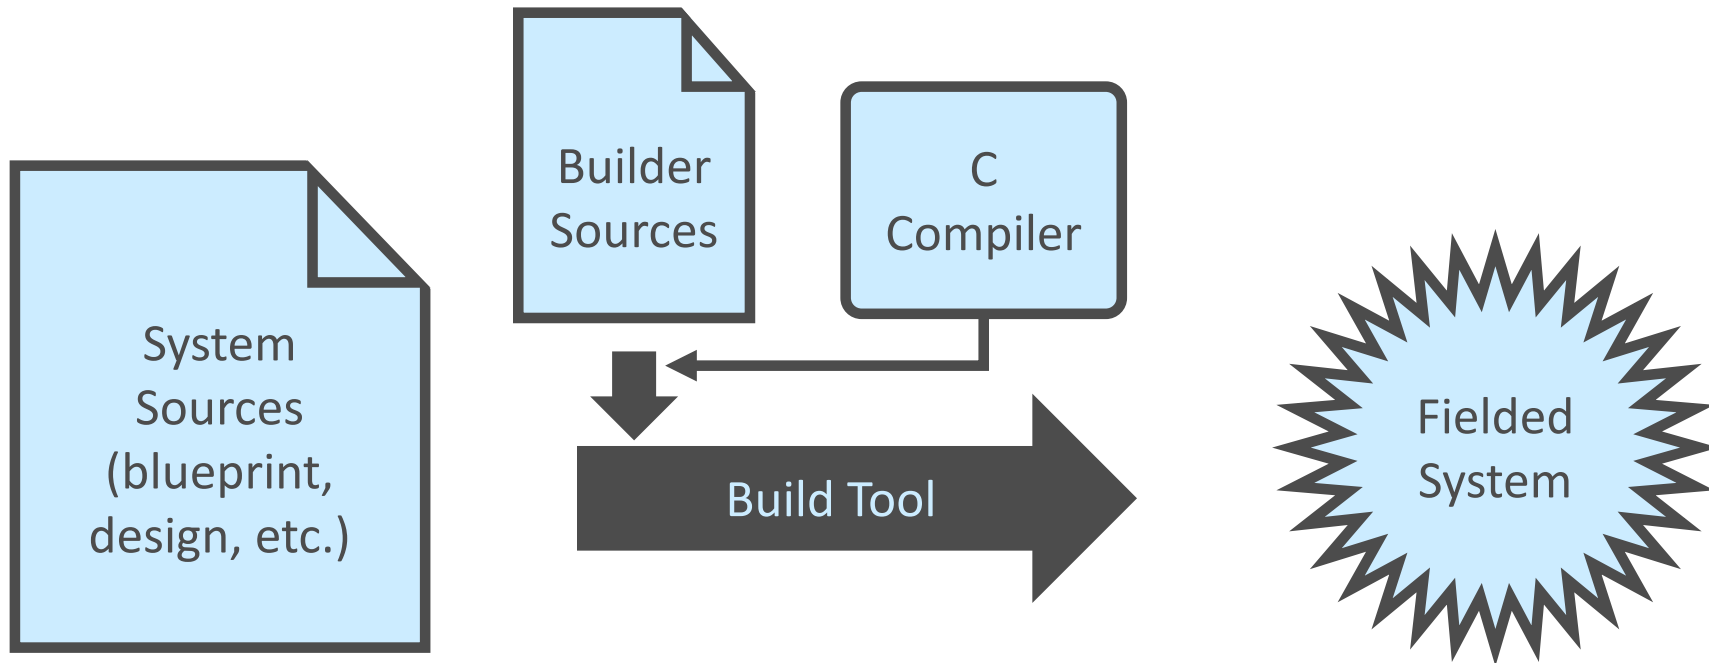 System
Sources
(blueprint,
design, etc.)
Builder
Sources
C
Compiler
Build Tool
Fielded
System